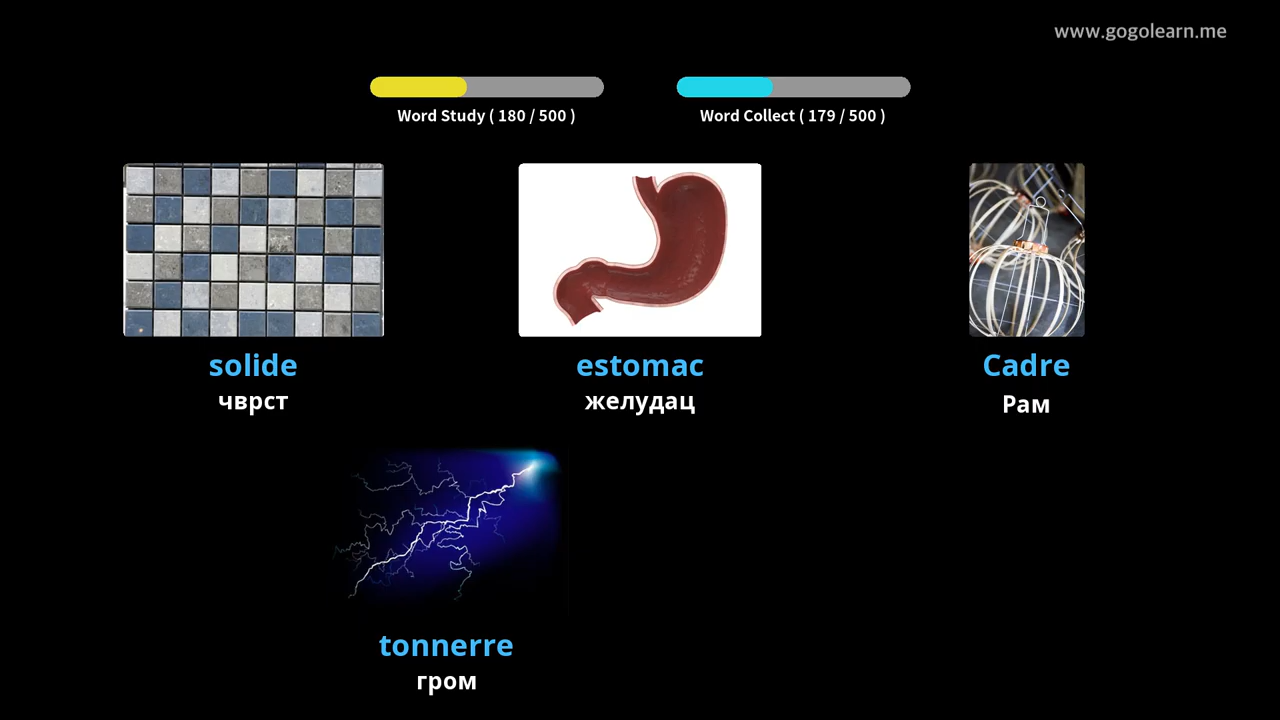 www.gogolearn.me
Word Study ( 180 / 500 )
Word Collect ( 179 / 500 )
solide
чврст
estomac
желудац
Cadre
Рам
tonnerre
гром